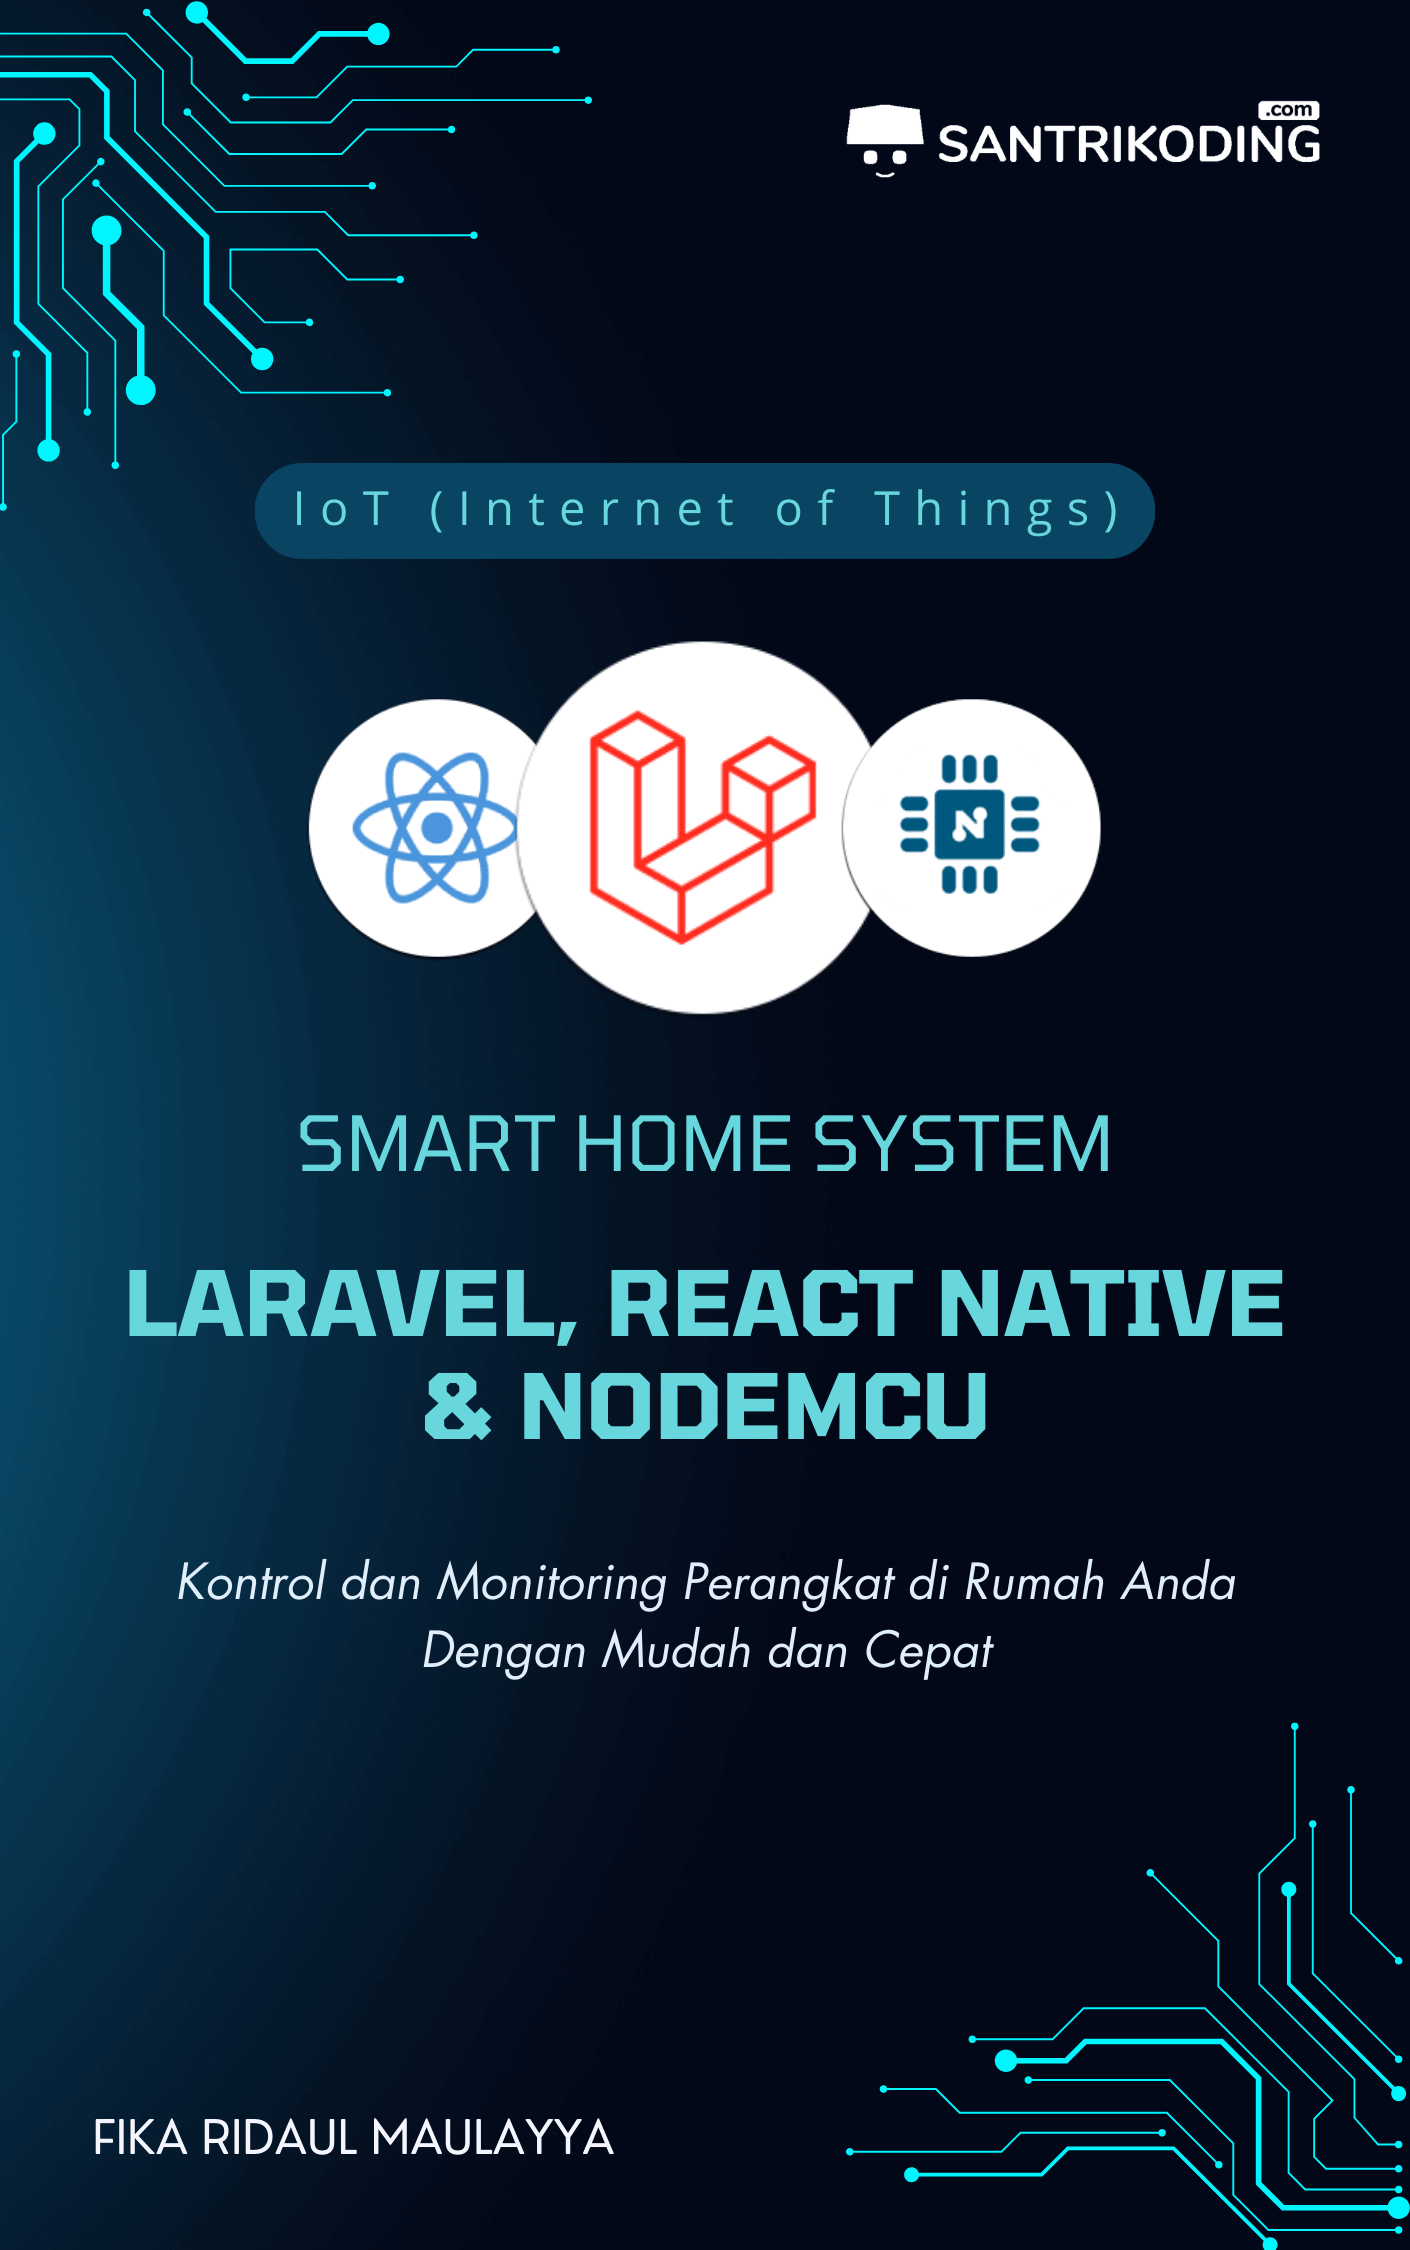 .com
SANTRIKODING
IoT (Internet of Things)
SMART HOME SYSTEM
LARAVEL, REACT NATIVE
& NODEMCU
Kontrol dan Monitoring Perangkat di Rumah Anda
Dengan Mudah dan Cepat
FIKA RIDAUL MAULAYYA